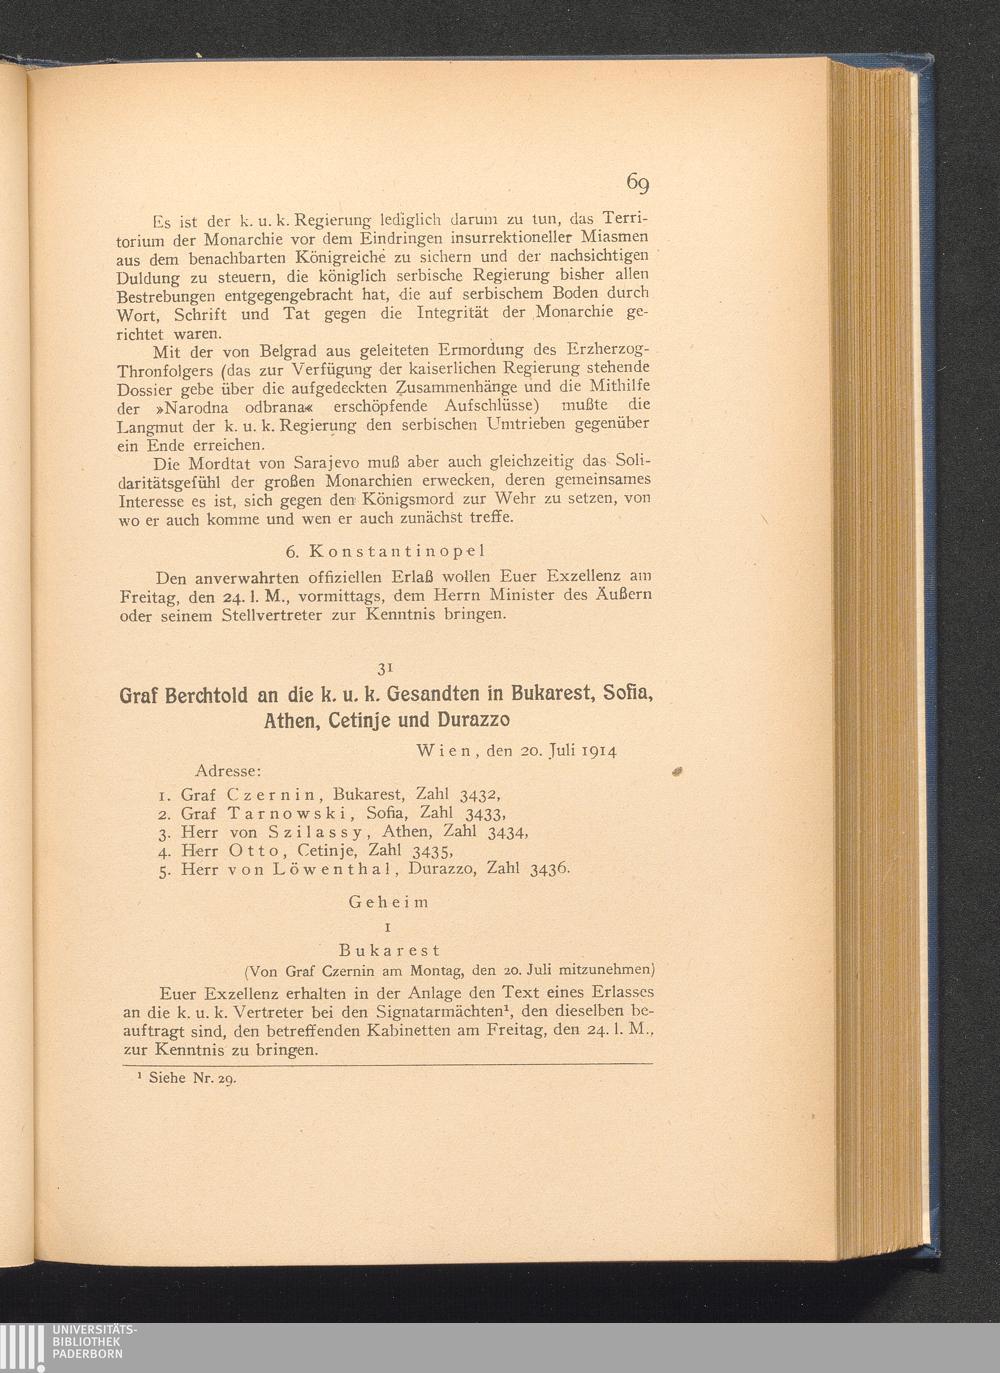 69
Es ist der k. u. k. Regierung lediglich darum zu tun, das Terri-
torium der Monarchie vor dem Eindringen insurrektioneller Miasmen
aus dem benachbarten Königreiche zu sichern und der nachsichtigen
Duldung zu steuern, die königlich serbische Regierung bisher allen
Bestrebungen entgegengebracht hat, die auf serbischem Boden durch
Wort, Schrift und Tat gegen die Integrität der Monarchie ge-
richtet waren.
Mit der von Belgrad aus geleiteten Ermordung des Erzherzog-
Thronfolgers (das zur Verfügung der kaiserlichen Regierung stehende
Dossier gebe über die aufgedeckten Zusammenhänge und die Mithilfe
der »Narodna odbrana« erschöpfende Aufschlüsse) mußte die
Langmut der k. u. k. Regierung den serbischen Umtrieben gegenüber
ein Ende erreichen.
Die Mordtat von Sarajevo muß aber auch gleichzeitig das Soli-
daritätsgefühl der großen Monarchien erwecken, deren gemeinsames
Interesse es ist, sich gegen den Königsmord zur Wehr zu setzen, von
wo er auch komme und wen er auch zunächst treffe.
6. Konstantinopel
Den anverwahrten offiziellen Erlaß wollen Euer Exzellenz am
Freitag, den 24. l. M., vormittags, dem Herrn Minister des Äußern
oder seinem Stellvertreter zur Kenntnis bringen.
31
Graf Berchtold an die k. u. k. Gesandten in Bukarest, Sofia,
Athen, Cetinje und Durazzo
Wien, den 20. Juli 1914
Adresse:
1. Graf Czernin, Bukarest, Zahl 3432,
2. Graf Tarnowski, Sofia, Zahl 3433,
3. Herr von Szilassy, Athen, Zahl 3434,
4. Herr Otto, Cetinje, Zahl 3435,
5. Herr von Löwenthal, Durazzo, Zahl 3436.
Geheim
1
Bukarest
(Von Graf Czernin am Montag, den 20. Juli mitzunehmen)
Euer Exzellenz erhalten in der Anlage den Text eines Erlasses
an die k. u. k. Vertreter bei den Signatarmächten¹, den dieselben be-
auftragt sind, den betreffenden Kabinetten am Freitag, den 24. l. M.,
zur Kenntnis zu bringen.
¹ Siehe Nr. 29.
UNIVERSITÄTS-
BIBLIOTHEK
PADERBORN